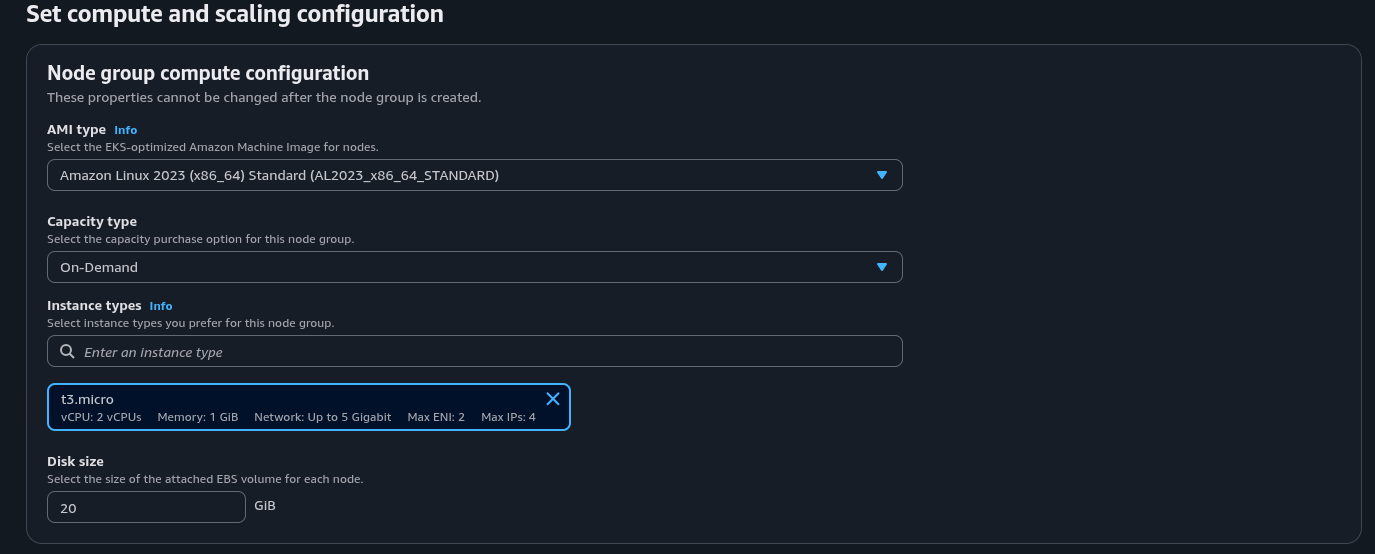 Set compute and scaling configuration
Node group compute configuration
These properties cannot be changed after the node group is created.
AMI type Info
Select the EKS-optimized Amazon Machine Image for nodes.
Amazon Linux 2023 (x86_64) Standard (AL2023_x86_64_STANDARD)
Capacity type
Select the capacity purchase option for this node group.
On-Demand
Instance types Info
Select instance types you prefer for this node group.
Enter an instance type
t3.micro
vCPU: 2 vCPUs Memory: 1 GiB Network: Up to 5 Gigabit Max ENI: 2 Max IPs: 4
Disk size
Select the size of the attached EBS volume for each node.
20 GiB